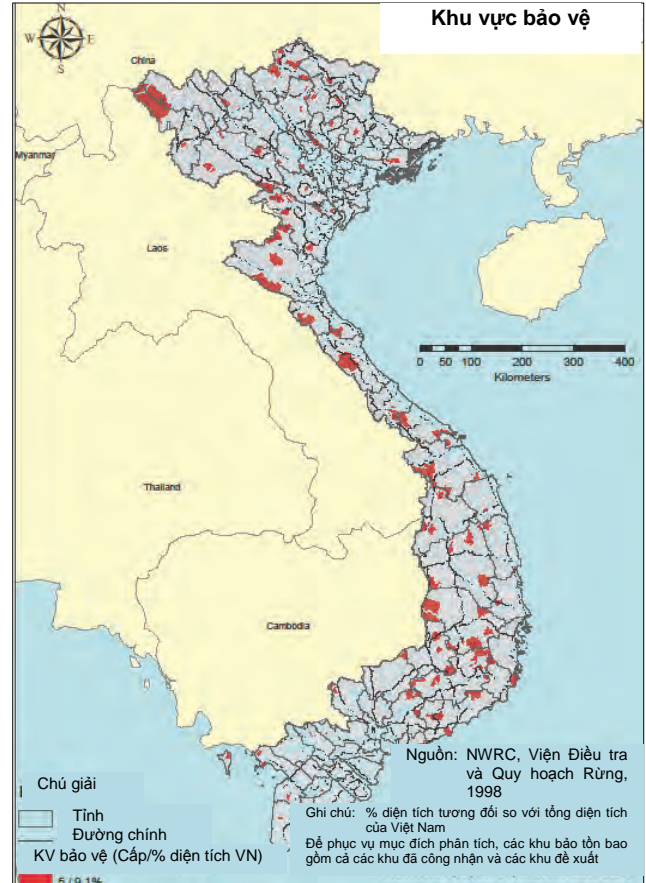 Khu vực bảo vệ
N
W E
S
China
Myanmar
Laos
0 50 100 200 300 400
Kilometers
Thailand
Cambodia
Nguồn: NWRC, Viện Điều tra
và Quy hoạch Rừng,
1998
Chú giải
Tỉnh
Đường chính
KV bảo vệ (Cấp/% diện tích VN)
5 / 9.1%
Ghi chú: % diện tích tương đối so với tổng diện tích
của Việt Nam
Để phục vụ mục đích phân tích, các khu bảo tồn bao
gồm cả các khu đã công nhận và các khu đề xuất